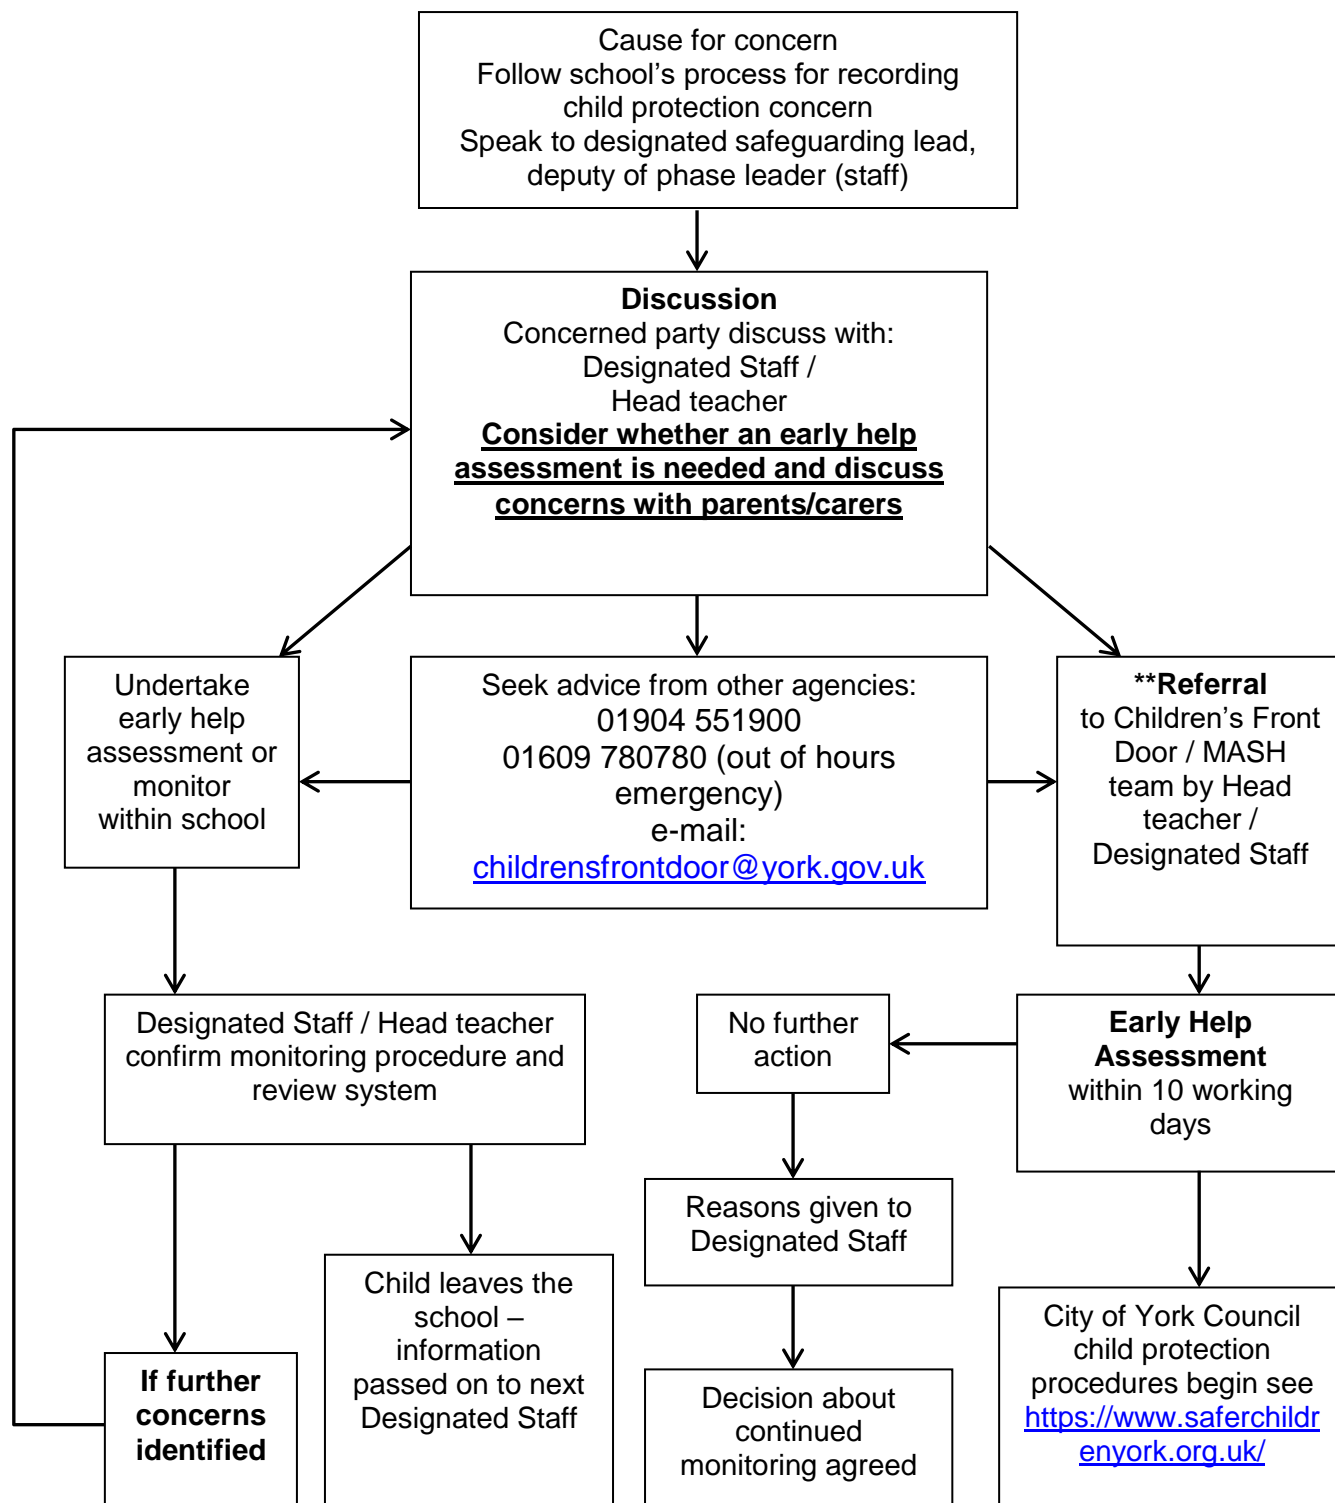 Cause for concern
Follow school’s process for recording
child protection concern
Speak to designated safeguarding lead,
deputy of phase leader (staff)
Discussion
Concerned party discuss with:
Designated Staff /
Head teacher
Consider whether an early help
assessment is needed and discuss
concerns with parents/carers
Undertake
early help
assessment or
monitor
within school
Seek advice from other agencies:
01904 551900
01609 780780 (out of hours
emergency)
e-mail:
childrensfrontdoor@york.gov.uk
**Referral
to Children’s Front
Door / MASH
team by Head
teacher /
Designated Staff
Designated Staff / Head teacher
confirm monitoring procedure and
review system
No further
action
Early Help
Assessment
within 10 working
days
Reasons given to
Designated Staff
Child leaves the
school –
information
passed on to next
Designated Staff
City of York Council
child protection
procedures begin see
https://www.saferchildr
enyork.org.uk/
If further
concerns
identified
Decision about
continued
monitoring agreed